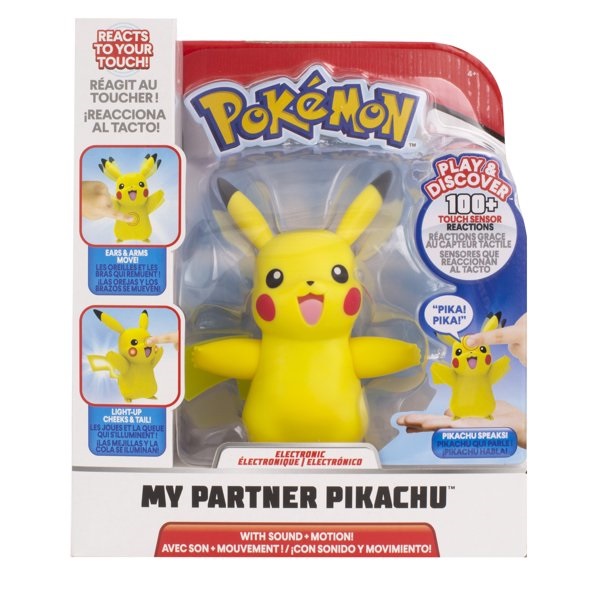 REACTS
TO YOUR
TOUCH!
RÉAGIT AU
TOUCHER !
¡REACCIONA
AL TACTO!
EARS & ARMS
MOVE!
LES OREILLES ET LES
BRAS QUI REMUENT !
¡LAS OREJAS Y LOS
BRAZOS SE MUEVEN!
LIGHT-UP
CHEEKS & TAIL!
LES JOUES ET LA QUEUE
QUI S'ILLUMINENT !
¡LAS MEJILLAS Y LA
COLA SE ILUMINAN!
4+
POKÉMON
TM
PLAY &
DISCOVER
100+
TOUCH SENSOR
REACTIONS
RÉACTIONS GRACE
AU CAPTEUR TACTILE
SENSORES QUE
REACCIONAN
AL TACTO
"PIKA!
PIKA!"
PIKACHU SPEAKS!
PIKACHU QUI PARLE !
¡PIKACHU HABLA!
ELECTRONIC
ÉLECTRONIQUE | ELECTRÓNICO
MY PARTNER PIKACHU™
WITH SOUND + MOTION!
AVEC SON + MOUVEMENT ! / ¡CON SONIDO Y MOVIMIENTO!